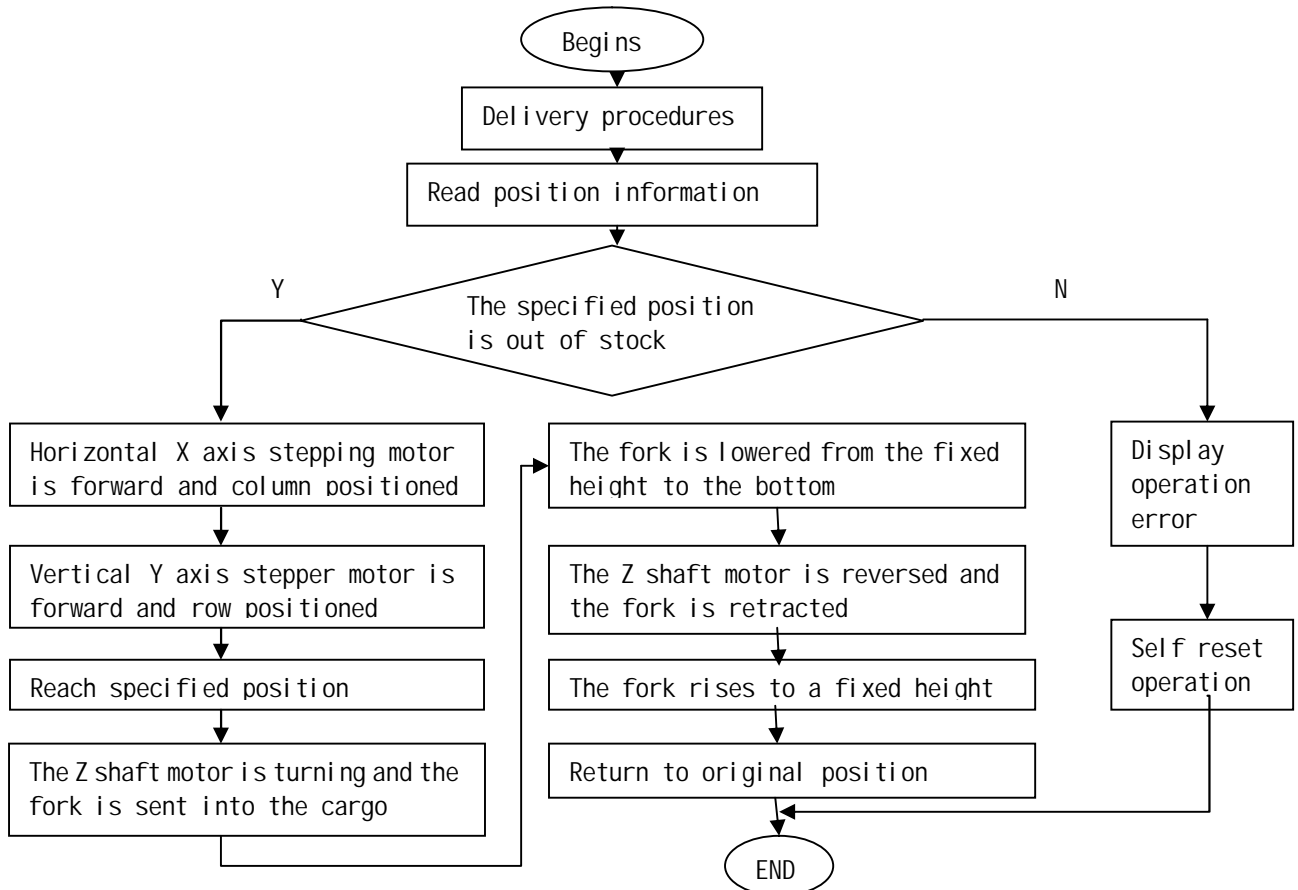 Begins
Delivery procedures
Read position information
Y
N
The specified position
is out of stock
Horizontal X axis stepping motor
is forward and column positioned
Vertical Y axis stepper motor is
forward and row positioned
Reach specified position
The Z shaft motor is turning and the
fork is sent into the cargo
The fork is lowered from the fixed
height to the bottom
The Z shaft motor is reversed and
the fork is retracted
The fork rises to a fixed height
Return to original position
Display
operation
error
Self reset
operation
END